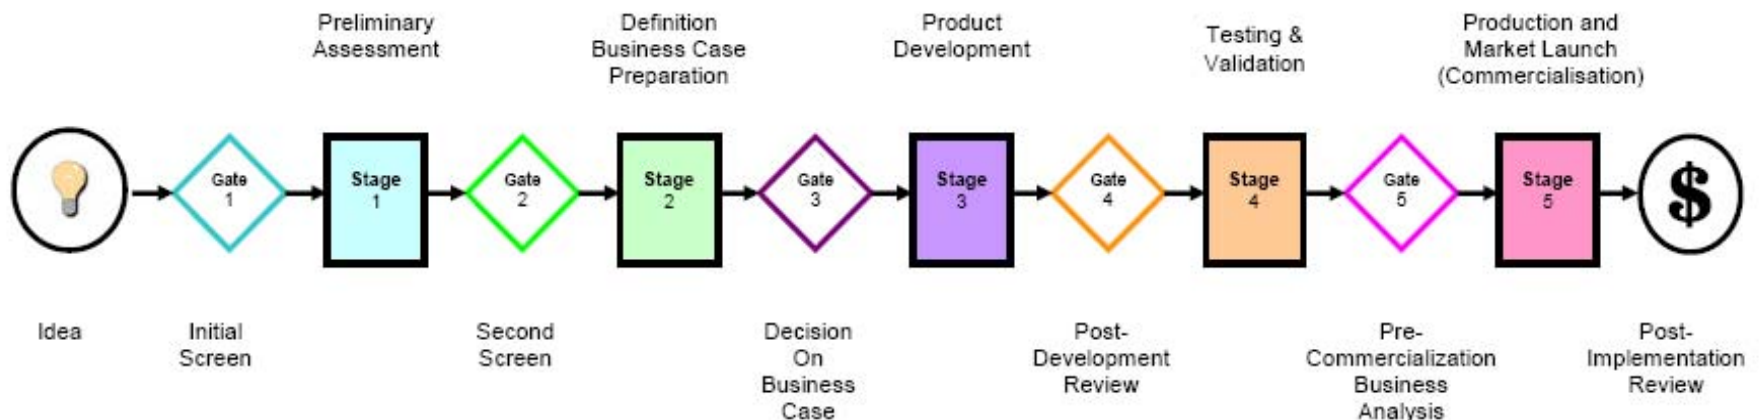 Preliminary
Assessment
Definition
Business Case
Preparation
Product
Development
Testing &
Validation
Production and
Market Launch
(Commercialisation)
Gate
1
Stage
1
Gate
2
Stage
2
Gate
3
Stage
3
Gate
4
Stage
4
Gate
5
Stage
5
$
Idea
Initial
Screen
Second
Screen
Decision
On
Business
Case
Post-
Development
Review
Pre-
Commercialization
Business
Analysis
Post-
Implementation
Review